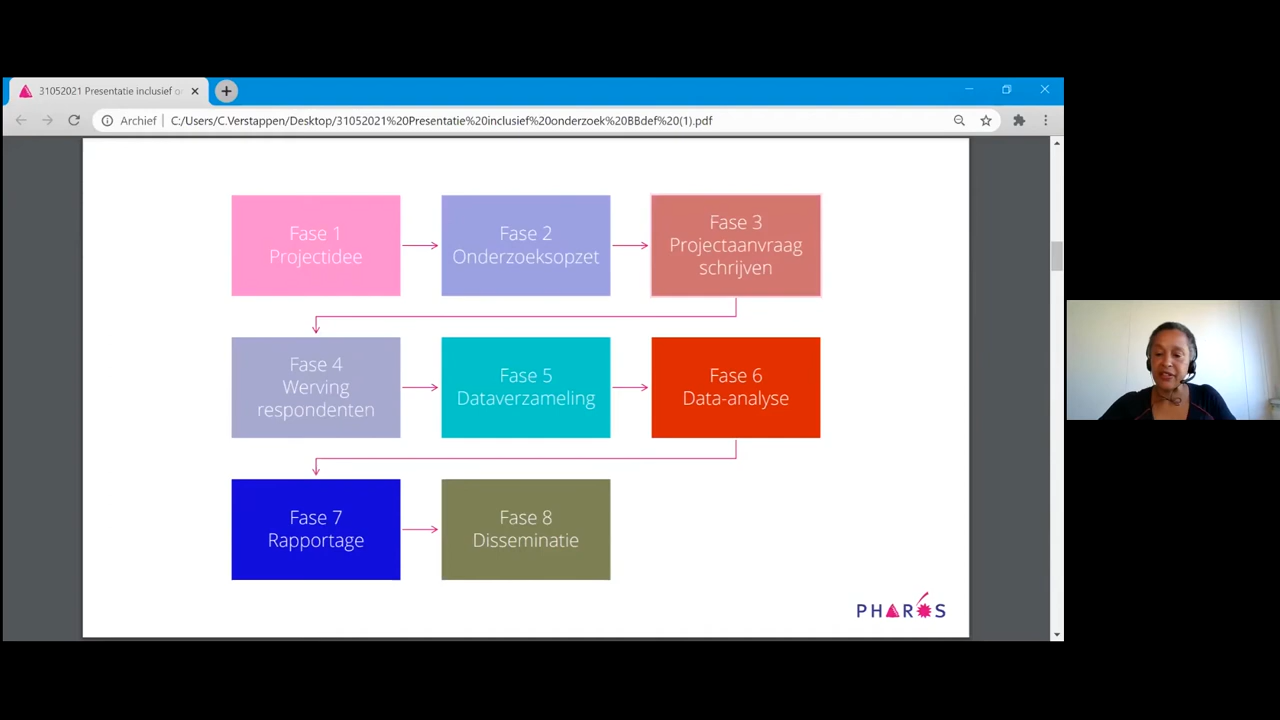 31052021 Presentatie inclusief o
Archief
C:/Users/C.Verstappen/Desktop/31052021%20Presentatie%20inclusief%20onderzoek%20BBdef%20(1).pdf
Fase 1
Projectidee
Fase 2
Onderzoeksopzet
Fase 3
Projectaanvraag
schrijven
Fase 4
Werving
respondenten
Fase 5
Dataverzameling
Fase 6
Data-analyse
Fase 7
Rapportage
Fase 8
Disseminatie
PHAROS